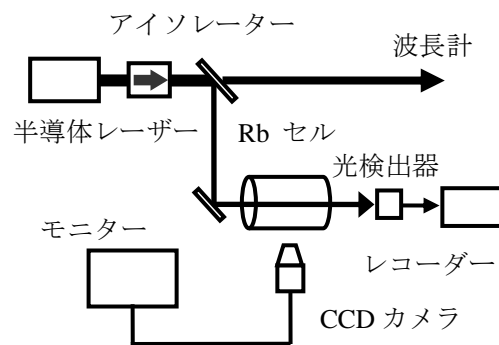 アイソレーター
波長計
半導体レーザー
Rb セル
光検出器
モニター
レコーダー
CCD カメラ